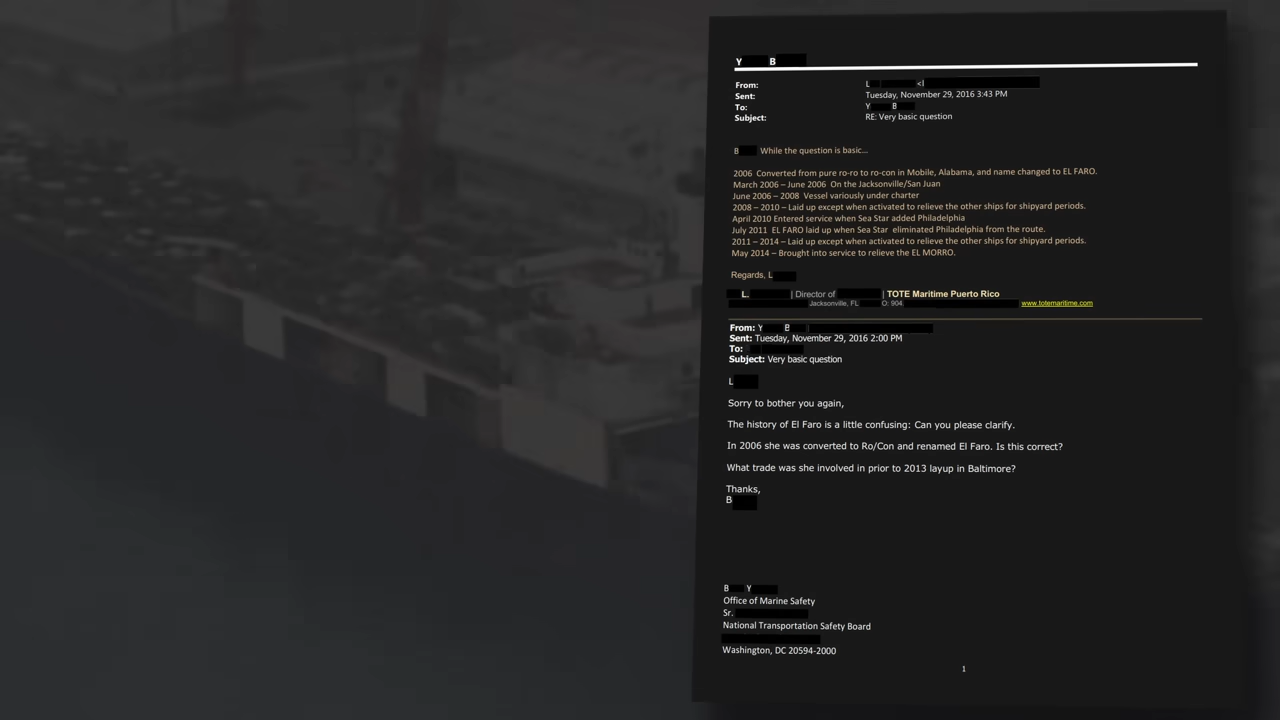 Y B
From: L <
Sent: Tuesday, November 29, 2016 3:43 PM
To: Y B
Subject: RE: Very basic question
B While the question is basic...
2006 Converted from pure ro-ro to ro-con in Mobile, Alabama, and name changed to EL FARO.
March 2006 – June 2006 On the Jacksonville/San Juan
June 2006 – 2008 Vessel variously under charter
2008 – 2010 – Laid up except when activated to relieve the other ships for shipyard periods.
April 2010 Entered service when Sea Star added Philadelphia
July 2011 EL FARO laid up when Sea Star eliminated Philadelphia from the route.
2011 – 2014 – Laid up except when activated to relieve the other ships for shipyard periods.
May 2014 – Brought into service to relieve the EL MORRO.
Regards, L
L. | Director of | TOTE Maritime Puerto Rico
Jacksonville, FL O: 904. www.totemaritime.com
From: Y B
Sent: Tuesday, November 29, 2016 2:00 PM
To:
Subject: Very basic question
L
Sorry to bother you again,
The history of El Faro is a little confusing: Can you please clarify.
In 2006 she was converted to Ro/Con and renamed El Faro. Is this correct?
What trade was she involved in prior to 2013 layup in Baltimore?
Thanks,
B
B Y
Office of Marine Safety
Sr.
National Transportation Safety Board
Washington, DC 20594-2000
1